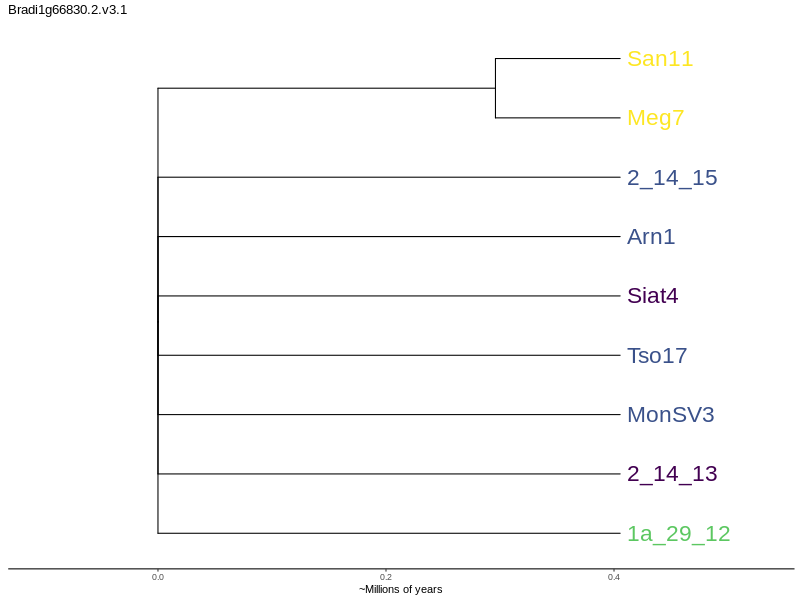 Bradi1g66830.2.v3.1
San11
Meg7
2_14_15
Arn1
Siat4
Tso17
MonSV3
2_14_13
1a_29_12
0.0 0.2 0.4
~Millions of years